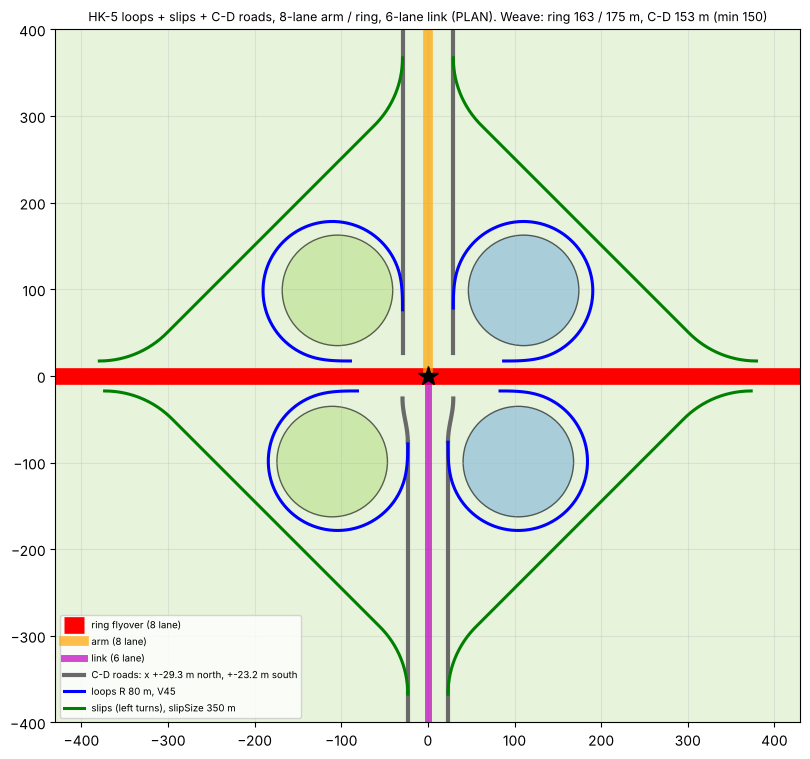 HK-5 loops + slips + C-D roads, 8-lane arm / ring, 6-lane link (PLAN). Weave: ring 163 / 175 m, C-D 153 m (min 150)
400
300
200
100
0
−100
−200
−300
−400
ring flyover (8 lane)
arm (8 lane)
link (6 lane)
C-D roads: x +-29.3 m north, +-23.2 m south
loops R 80 m, V45
slips (left turns), slipSize 350 m
−400 −300 −200 −100 0 100 200 300 400